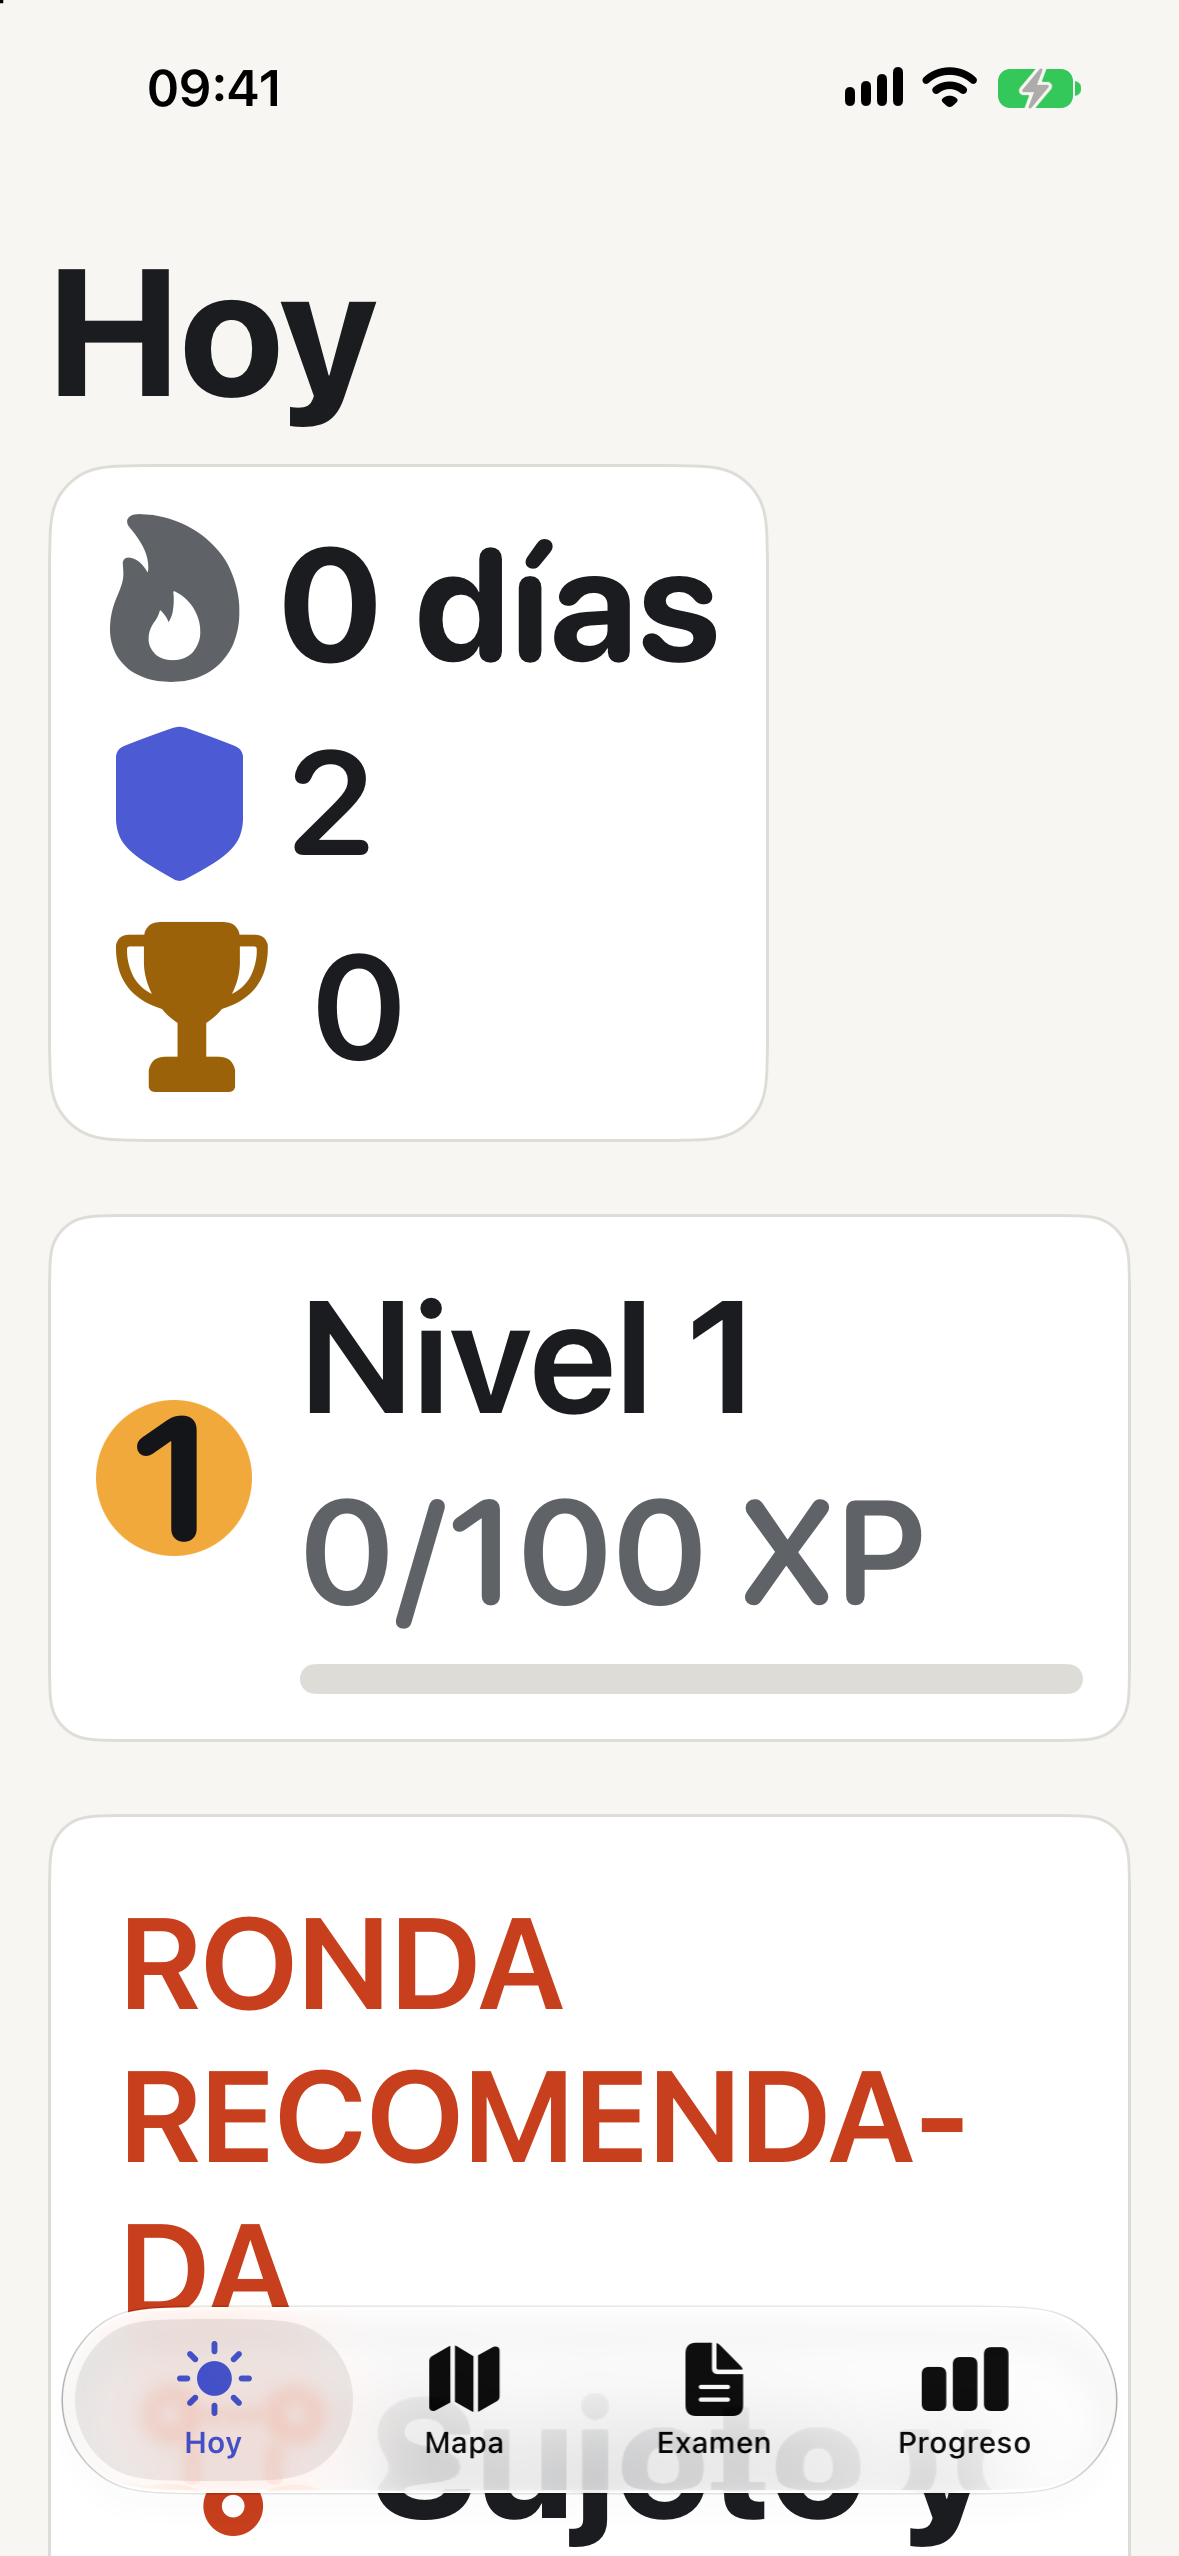 09:41
Hoy
0 días
2
0
1
Nivel 1
0/100 XP
RONDA
RECOMENDA-
DA
Sujeto y
Hoy
Mapa
Examen
Progreso